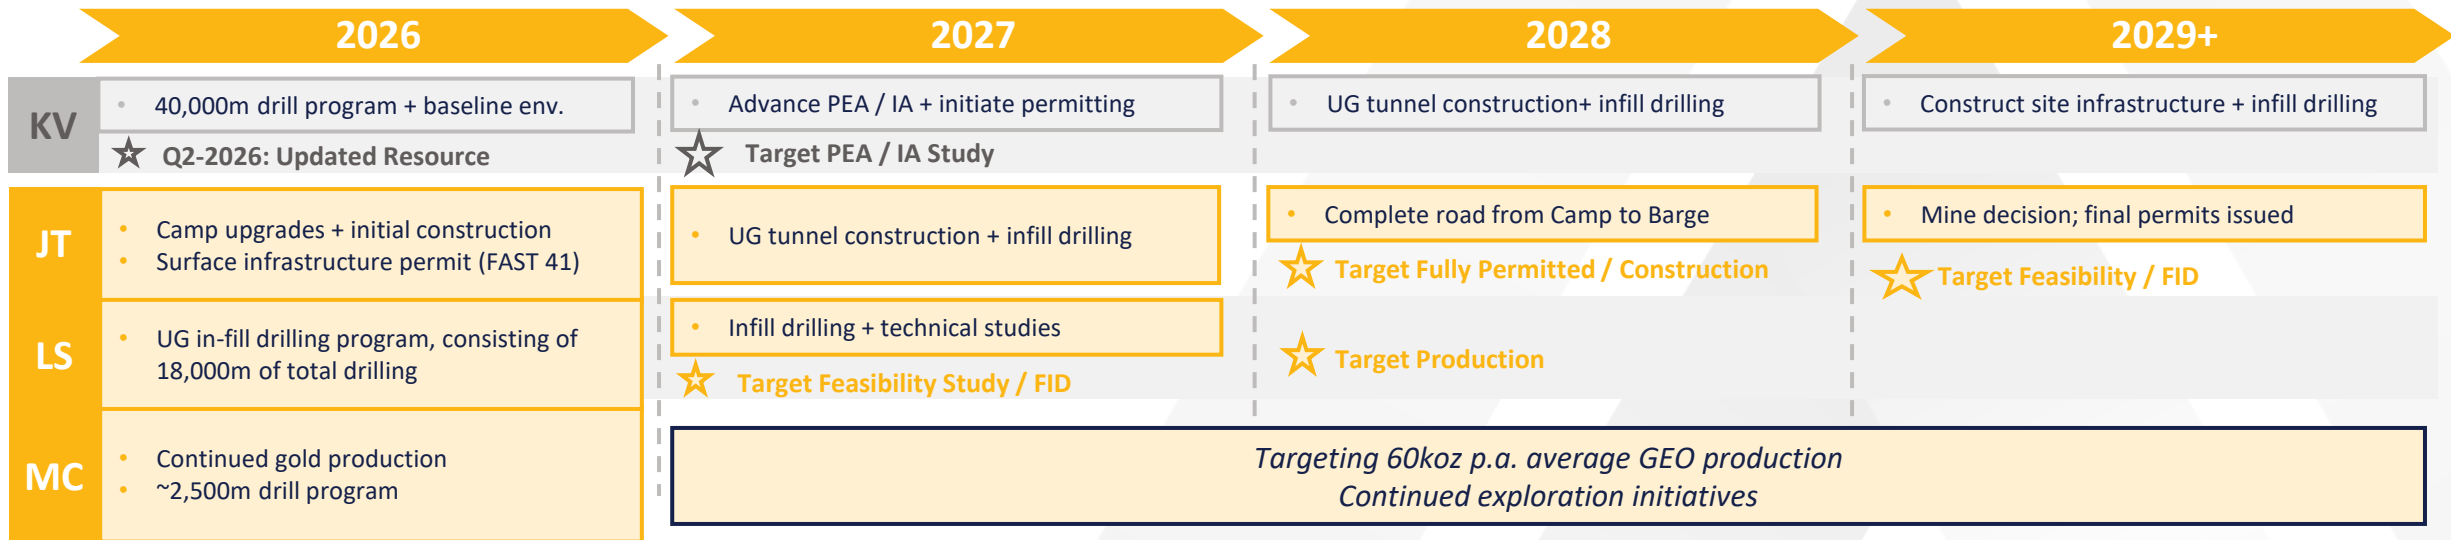 2026
2027
2028
2029+
KV
• 40,000m drill program + baseline env.
Q2-2026: Updated Resource
• Advance PEA / IA + initiate permitting
Target PEA / IA Study
• UG tunnel construction+ infill drilling
• Construct site infrastructure + infill drilling
JT
• Camp upgrades + initial construction
• Surface infrastructure permit (FAST 41)
• UG tunnel construction + infill drilling
• Complete road from Camp to Barge
Target Fully Permitted / Construction
• Mine decision; final permits issued
Target Feasibility / FID
LS
• UG in-fill drilling program, consisting of
18,000m of total drilling
• Infill drilling + technical studies
Target Feasibility Study / FID
Target Production
MC
• Continued gold production
• ~2,500m drill program
Targeting 60koz p.a. average GEO production
Continued exploration initiatives